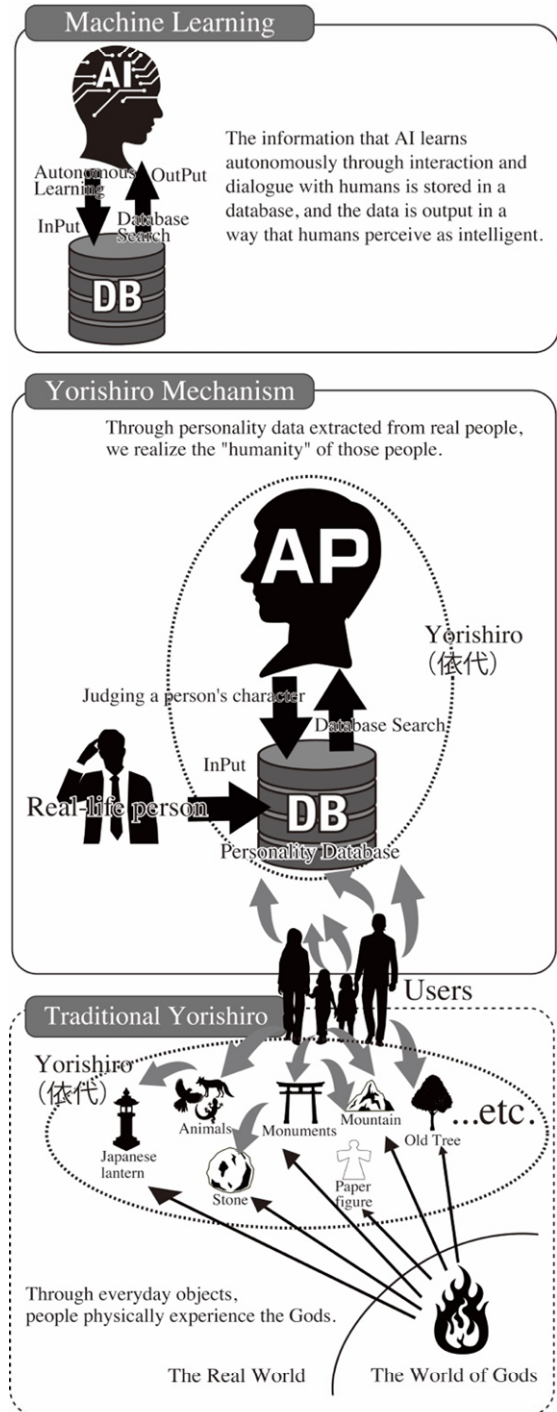 Machine Learning
AI
Autonomous
Learning
OutPut
InPut
Database
Search
DB
The information that AI learns
autonomously through interaction and
dialogue with humans is stored in a
database, and the data is output in a
way that humans perceive as intelligent.
Yorishiro Mechanism
Through personality data extracted from real people,
we realize the "humanity" of those people.
AP
Yorishiro
(依代)
Judging a person's character
Database Search
InPut
Real-life person
DB
Personality Database
Users
Traditional Yorishiro
Yorishiro
(依代)
Animals
Monuments
Mountain
Old Tree
...etc.
Japanese
lantern
Stone
Paper
figure
Through everyday objects,
people physically experience the Gods.
The Real World
The World of Gods